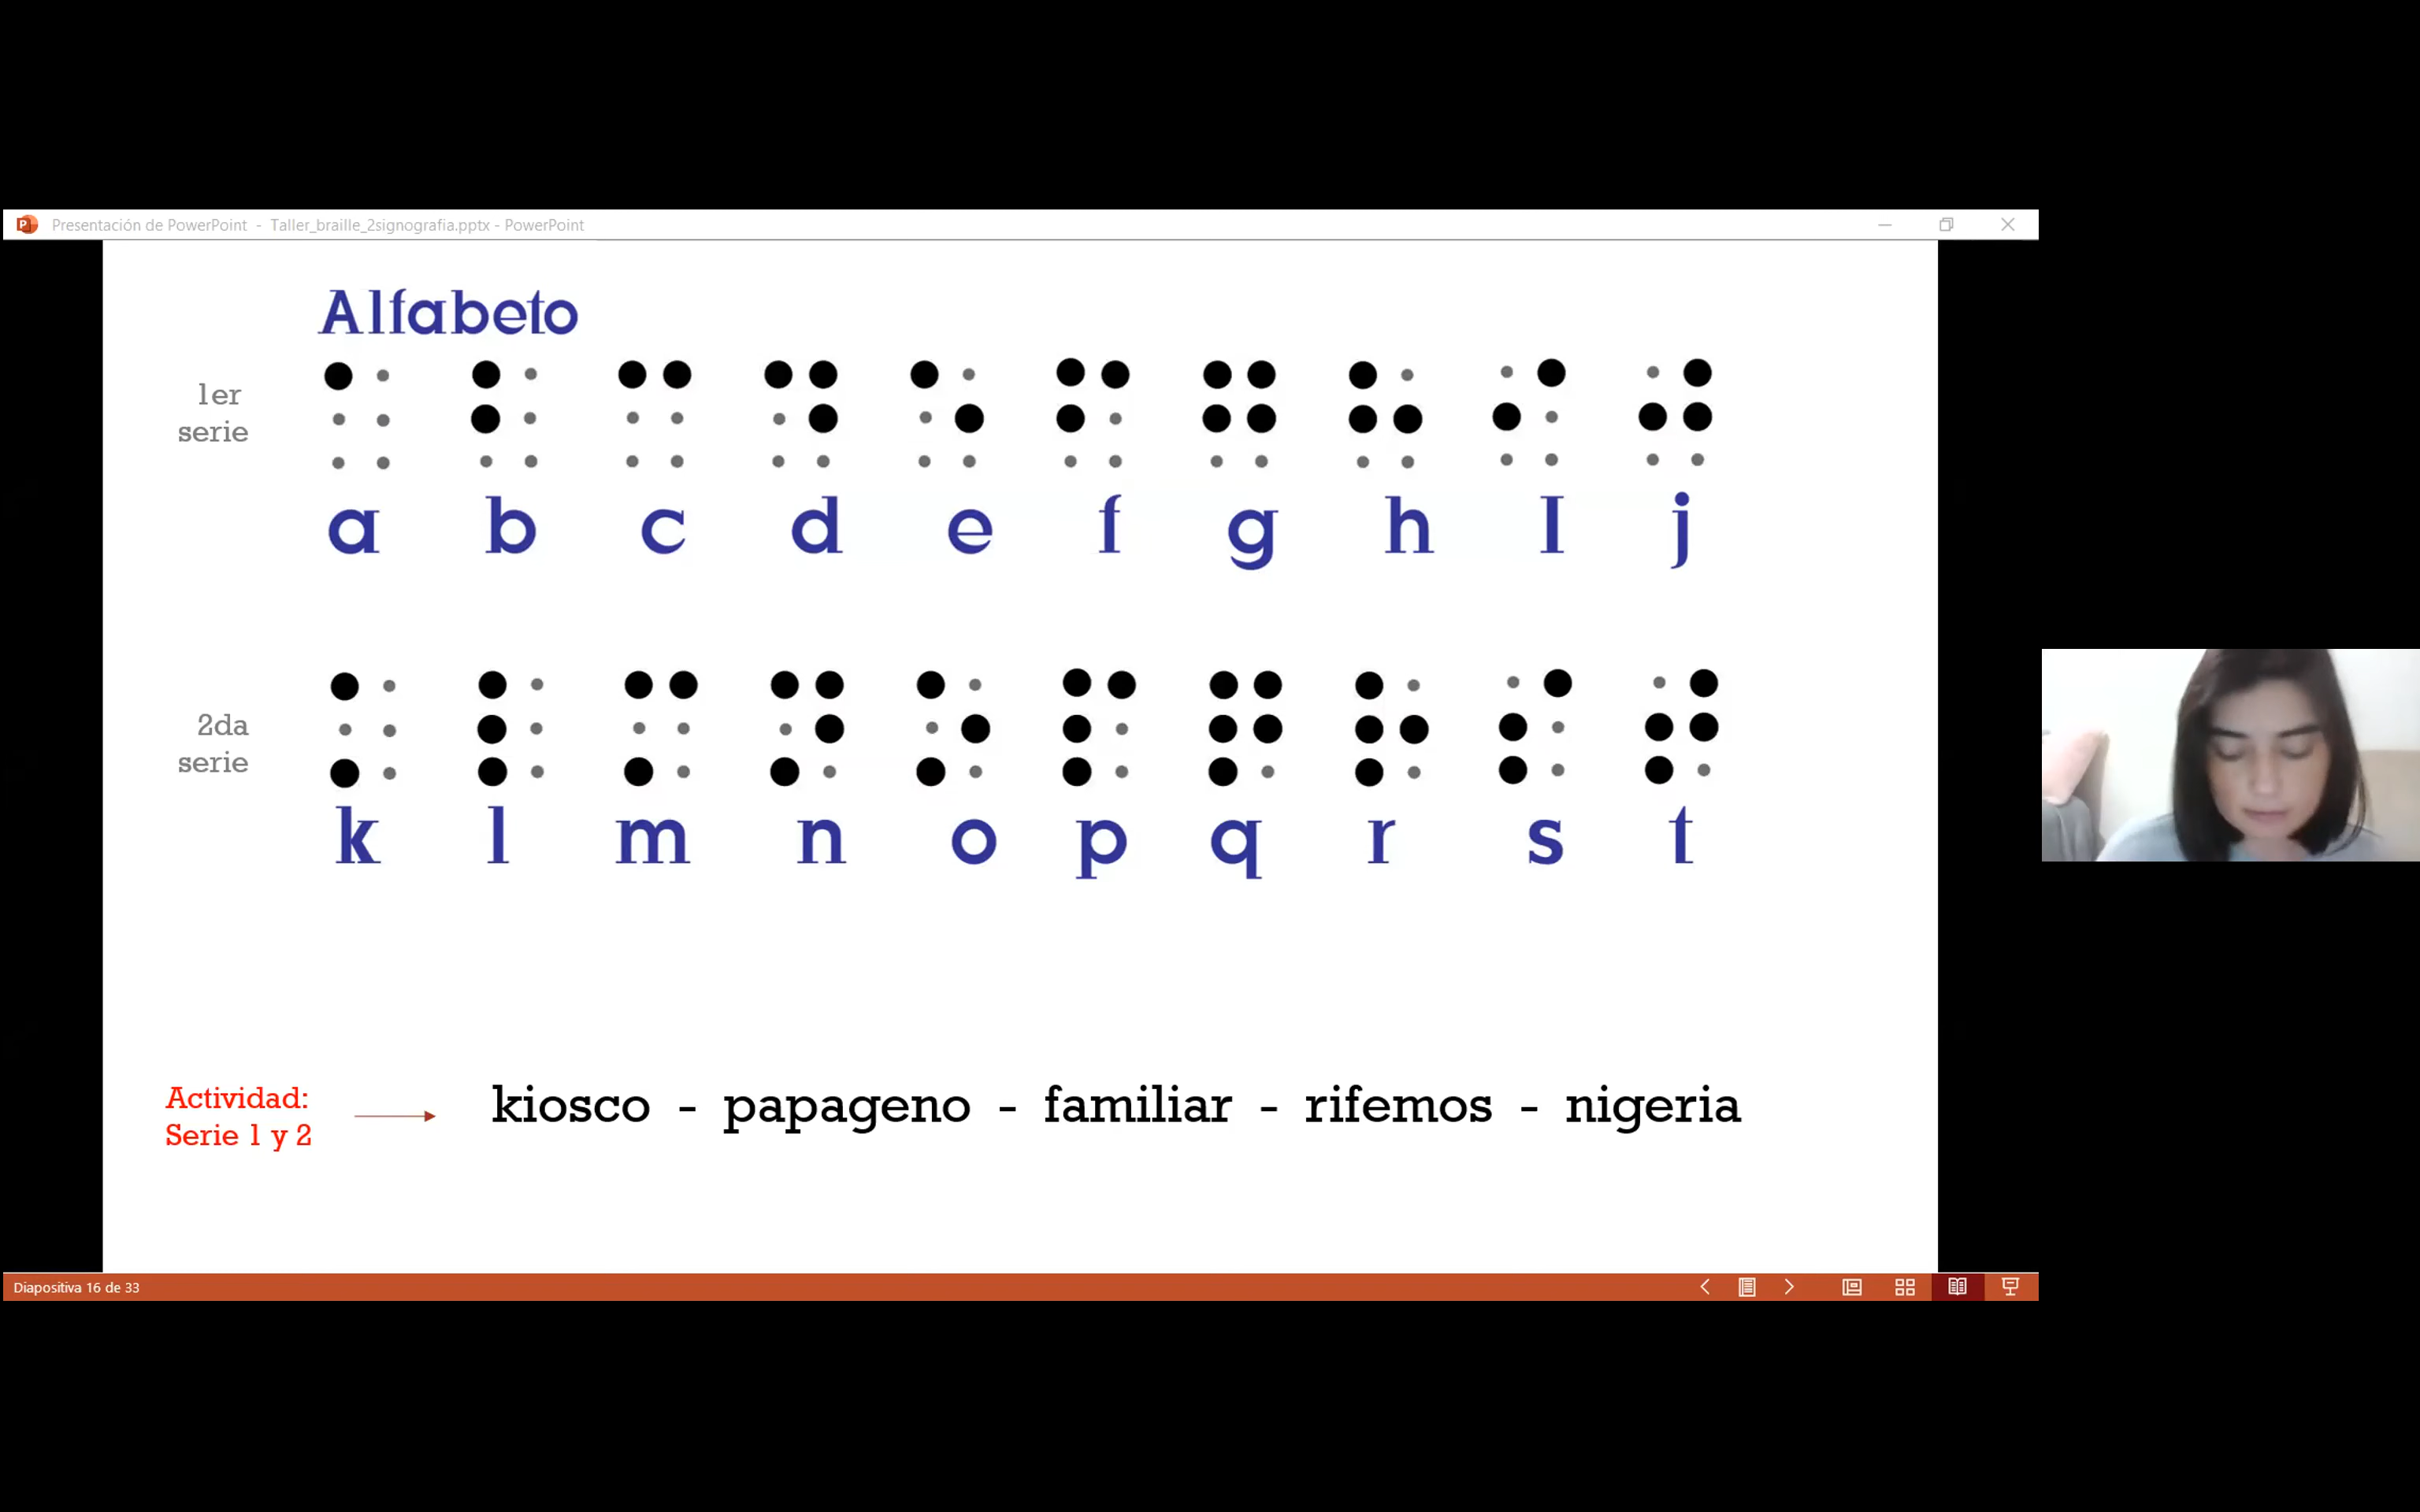 Presentación de PowerPoint - Taller_braille_2signografia.pptx - PowerPoint
Alfabeto
1er
serie
a b c d e f g h I j
2da
serie
k l m n o p q r s t
Actividad:
Serie 1 y 2
kiosco - papageno - familiar - rifemos - nigeria
Diapositiva 16 de 33